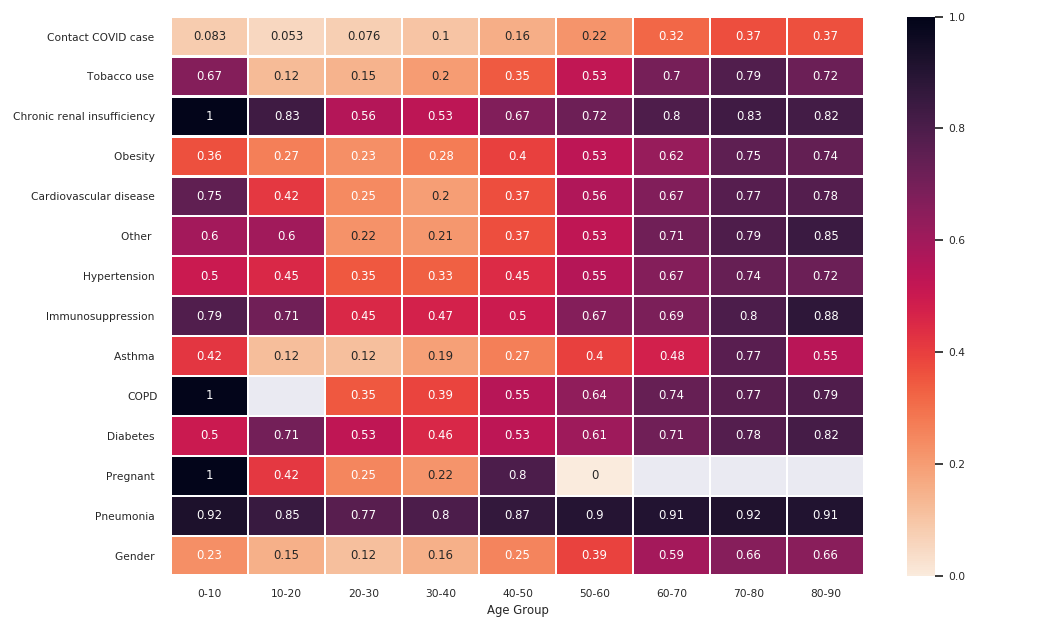 Contact COVID case 0.083 0.053 0.076 0.1 0.16 0.22 0.32 0.37 0.37
Tobacco use 0.67 0.12 0.15 0.2 0.35 0.53 0.7 0.79 0.72
Chronic renal insufficiency 1 0.83 0.56 0.53 0.67 0.72 0.8 0.83 0.82
Obesity 0.36 0.27 0.23 0.28 0.4 0.53 0.62 0.75 0.74
Cardiovascular disease 0.75 0.42 0.25 0.2 0.37 0.56 0.67 0.77 0.78
Other 0.6 0.6 0.22 0.21 0.37 0.53 0.71 0.79 0.85
Hypertension 0.5 0.45 0.35 0.33 0.45 0.55 0.67 0.74 0.72
Immunosuppression 0.79 0.71 0.45 0.47 0.5 0.67 0.69 0.8 0.88
Asthma 0.42 0.12 0.12 0.19 0.27 0.4 0.48 0.77 0.55
COPD 1 0.35 0.39 0.55 0.64 0.74 0.77 0.79
Diabetes 0.5 0.71 0.53 0.46 0.53 0.61 0.71 0.78 0.82
Pregnant 1 0.42 0.25 0.22 0.8 0
Pneumonia 0.92 0.85 0.77 0.8 0.87 0.9 0.91 0.92 0.91
Gender 0.23 0.15 0.12 0.16 0.25 0.39 0.59 0.66 0.66
0-10 10-20 20-30 30-40 40-50 50-60 60-70 70-80 80-90
Age Group
1.0
0.8
0.6
0.4
0.2
0.0